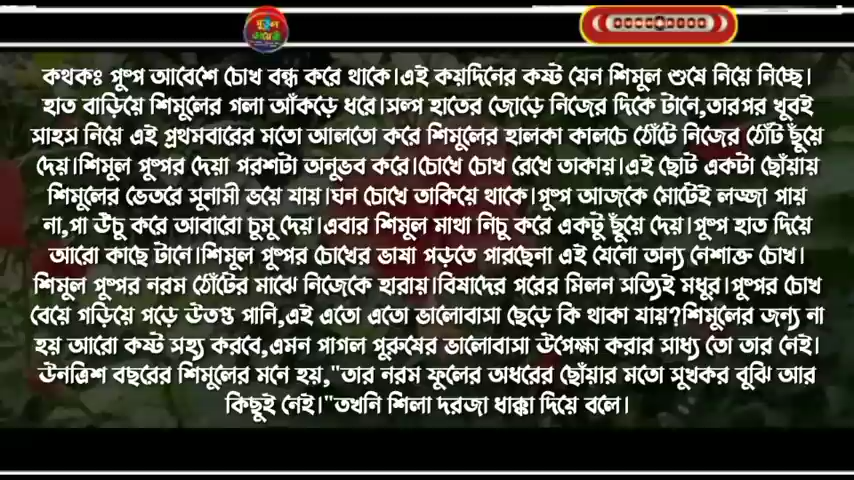 কথকঃ পুষ্প আবেশে চোখ বন্ধ করে থাকে।এই কয়দিনের কষ্ট যেন শিমুল শুষে নিয়ে নিচ্ছে।
হাত বাড়িয়ে শিমুলের গলা আঁকড়ে ধরে।সল্প হাতের জোড়ে নিজের দিকে টানে,তারপর খুবই
সাহস নিয়ে এই প্রথমবারের মতো আলতো করে শিমুলের হালকা কালচে ঠোঁটে নিজের ঠোঁট ছুঁয়ে
দেয়।শিমুল পুষ্পর দেয়া পরশটা অনুভব করে।চোখে চোখ রেখে তাকায়।এই ছোট একটা ছোঁয়ায়
শিমুলের ভেতরে সুনামী ভয়ে যায়।ঘন চোখে তাকিয়ে থাকে।পুষ্প আজকে মোটেই লজ্জা পায়
না,পা উঁচু করে আবারো চুমু দেয়।এবার শিমুল মাথা নিচু করে একটু ছুঁয়ে দেয়।পুষ্প হাত দিয়ে
আরো কাছে টানে।শিমুল পুষ্পর চোখের ভাষা পড়তে পারছেনা এই যেনো অন্য নেশাক্ত চোখ।
শিমুল পুষ্পর নরম ঠোঁটের মাঝে নিজেকে হারায়।বিষাদের পরের মিলন সত্যিই মধুর।পুষ্পর চোখ
বেয়ে গড়িয়ে পড়ে উতপ্ত পানি,এই এতো এতো ভালোবাসা ছেড়ে কি থাকা যায়?শিমুলের জন্য না
হয় আরো কষ্ট সহ্য করবে,এমন পাগল পুরুষের ভালোবাসা উপেক্ষা করার সাধ্য তো তার নেই।
উনত্রিশ বছরের শিমুলের মনে হয়,"তার নরম ফুলের অধরের ছোঁয়ার মতো সুখকর বুঝি আর
কিছুই নেই।"তখনি শিলা দরজা ধাক্কা দিয়ে বলে।